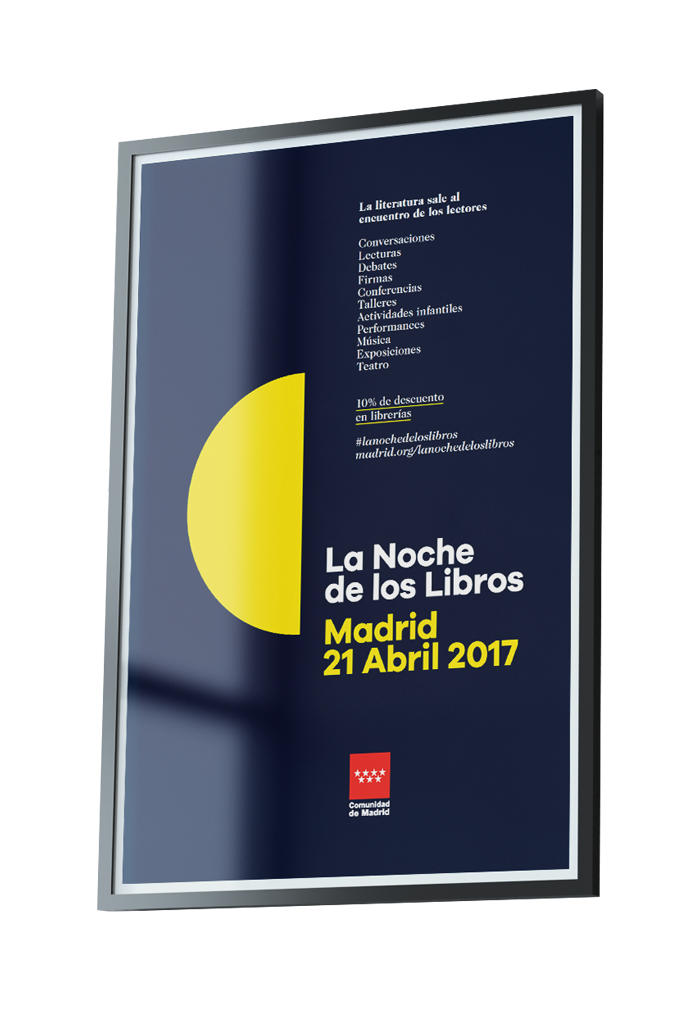 La literatura sale al
encuentro de los lectores
Conversaciones
Lecturas
Debates
Firmas
Conferencias
Talleres
Actividades infantiles
Performances
Música
Exposiciones
Teatro
10% de descuento
en librerías
#lanochedeloslibros
madrid.org/lanochedeloslibros
La Noche
de los Libros
Madrid
21 Abril 2017
Comunidad
de Madrid